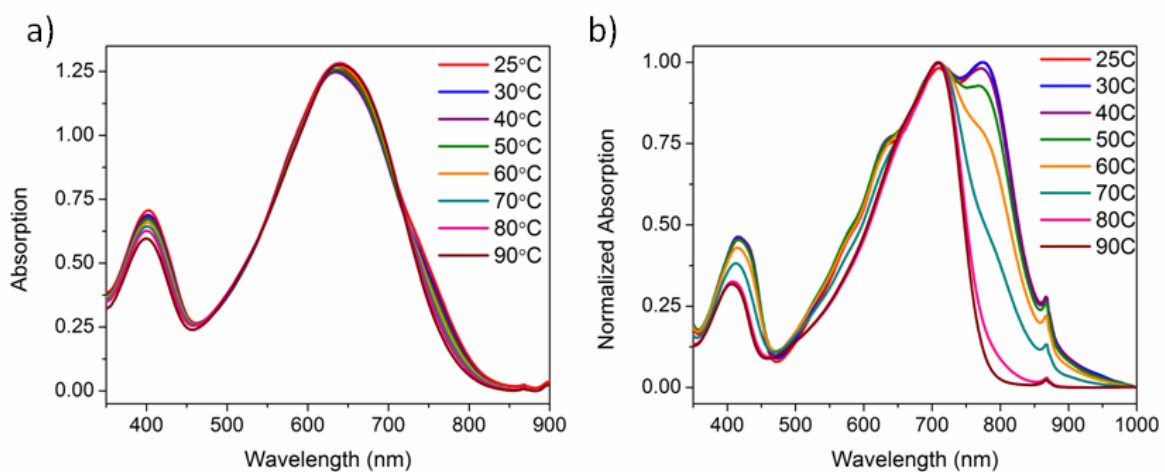 a)
1.25
1.00
0.75
0.50
0.25
0.00
Absorption
25°C
30°C
40°C
50°C
60°C
70°C
80°C
90°C
400 500 600 700 800 900
Wavelength (nm)
b)
1.00
0.75
0.50
0.25
0.00
Normalized Absorption
25C
30C
40C
50C
60C
70C
80C
90C
400 500 600 700 800 900 1000
Wavelength (nm)